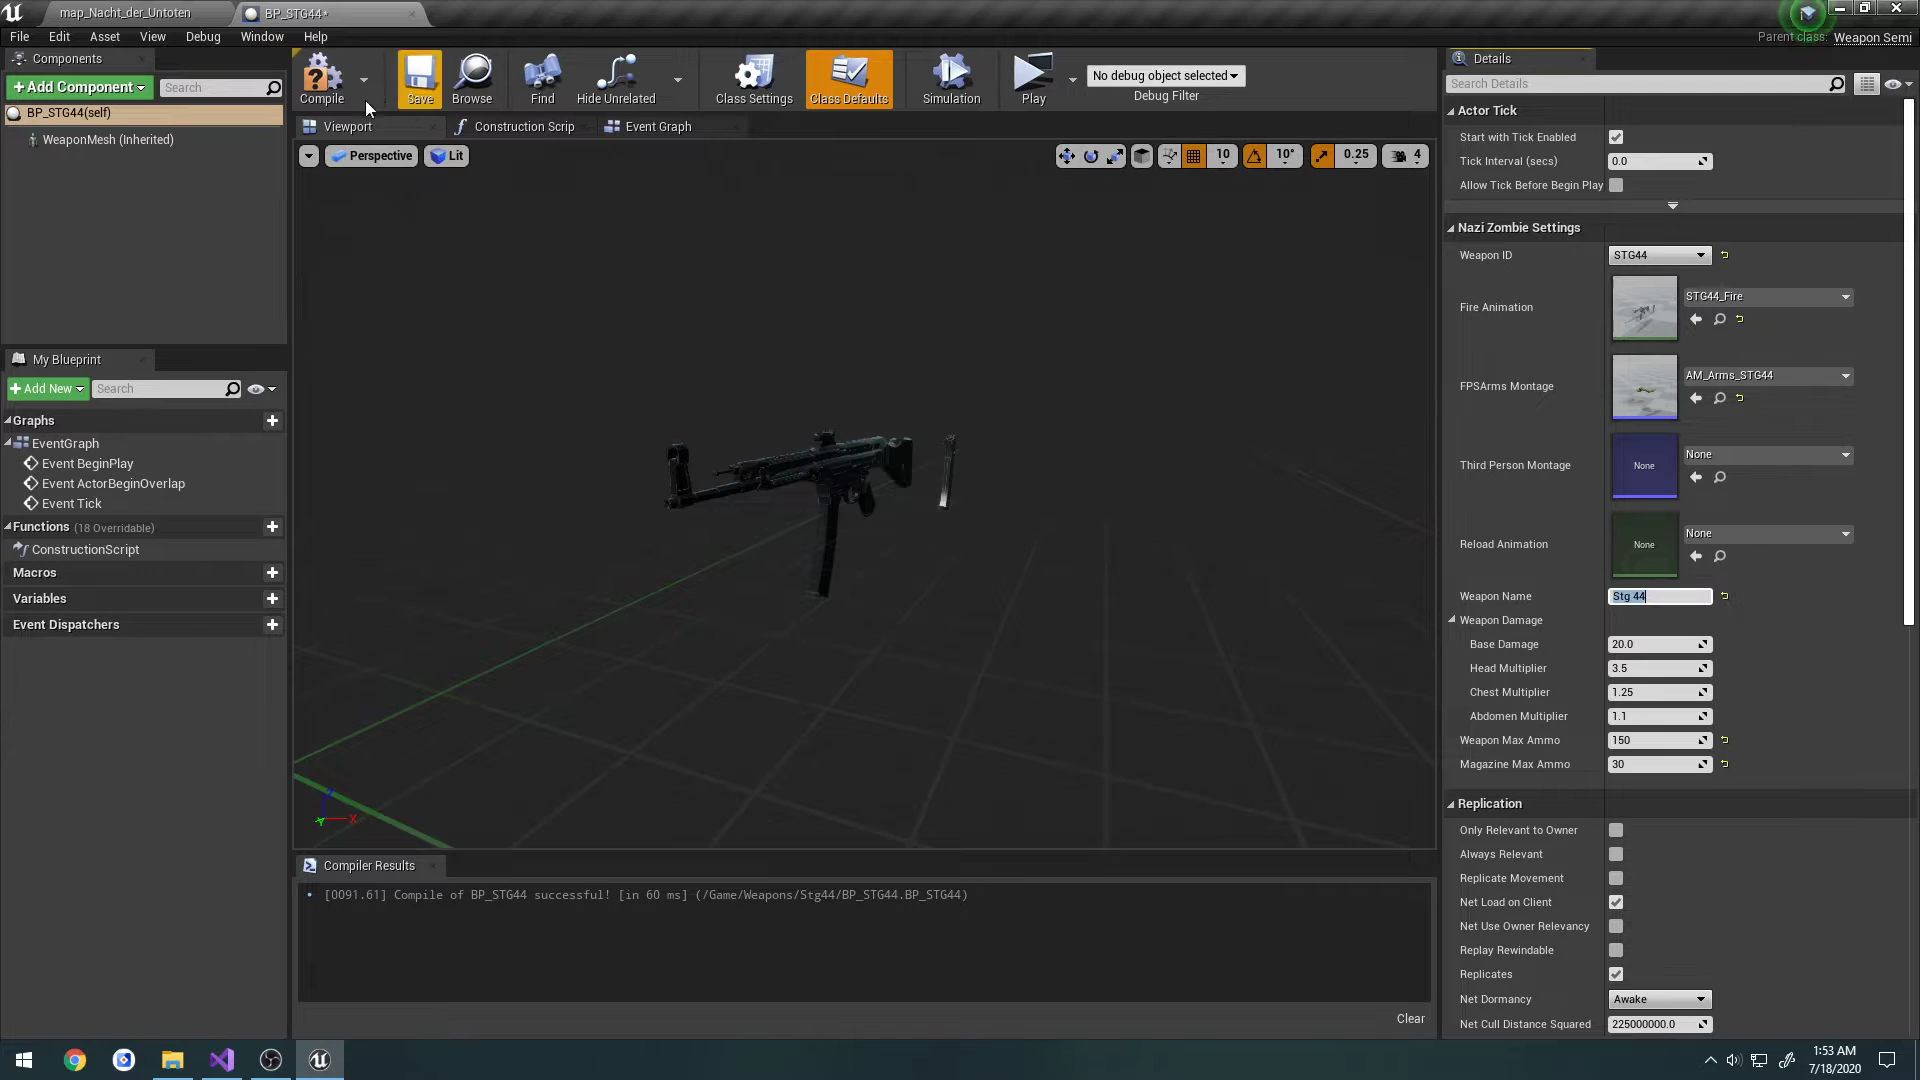 map_Nacht_der_Untoten
BP_STG44*
File Edit Asset View Debug Window Help
Parent class: Weapon Semi
Components
+Add Component
Search
BP_STG44(self)
WeaponMesh (Inherited)
Compile
Save
Browse
Find
Hide Unrelated
Class Settings
Class Defaults
Simulation
Play
No debug object selected
Debug Filter
Viewport
Construction Scrip
Event Graph
Perspective
Lit
10
10°
0.25
4
My Blueprint
+Add New
Search
Graphs
EventGraph
Event BeginPlay
Event ActorBeginOverlap
Event Tick
Functions (18 Overridable)
ConstructionScript
Macros
Variables
Event Dispatchers
X
Compiler Results
[0091.61] Compile of BP_STG44 successful! [in 60 ms] (/Game/Weapons/Stg44/BP_STG44.BP_STG44)
Clear
Details
Search Details
Actor Tick
Start with Tick Enabled
Tick Interval (secs) 0.0
Allow Tick Before Begin Play
Nazi Zombie Settings
Weapon ID STG44
Fire Animation STG44_Fire
FPSArms Montage AM_Arms_STG44
Third Person Montage None None
Reload Animation None None
Weapon Name Stg 44
Weapon Damage
Base Damage 20.0
Head Multiplier 3.5
Chest Multiplier 1.25
Abdomen Multiplier 1.1
Weapon Max Ammo 150
Magazine Max Ammo 30
Replication
Only Relevant to Owner
Always Relevant
Replicate Movement
Net Load on Client
Net Use Owner Relevancy
Replay Rewindable
Replicates
Net Dormancy Awake
Net Cull Distance Squared 225000000.0
1:53 AM
7/18/2020